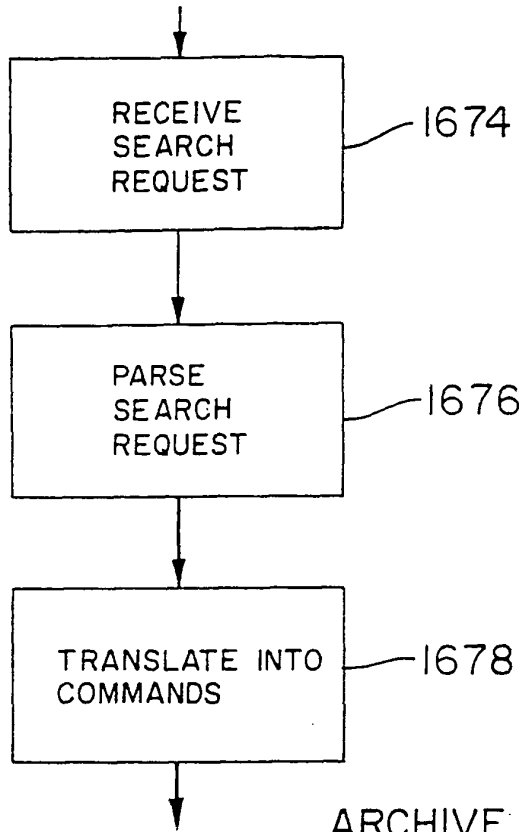 RECEIVE
SEARCH
REQUEST
1674
PARSE
SEARCH
REQUEST
1676
TRANSLATE INTO
COMMANDS
1678
ARCHIVE